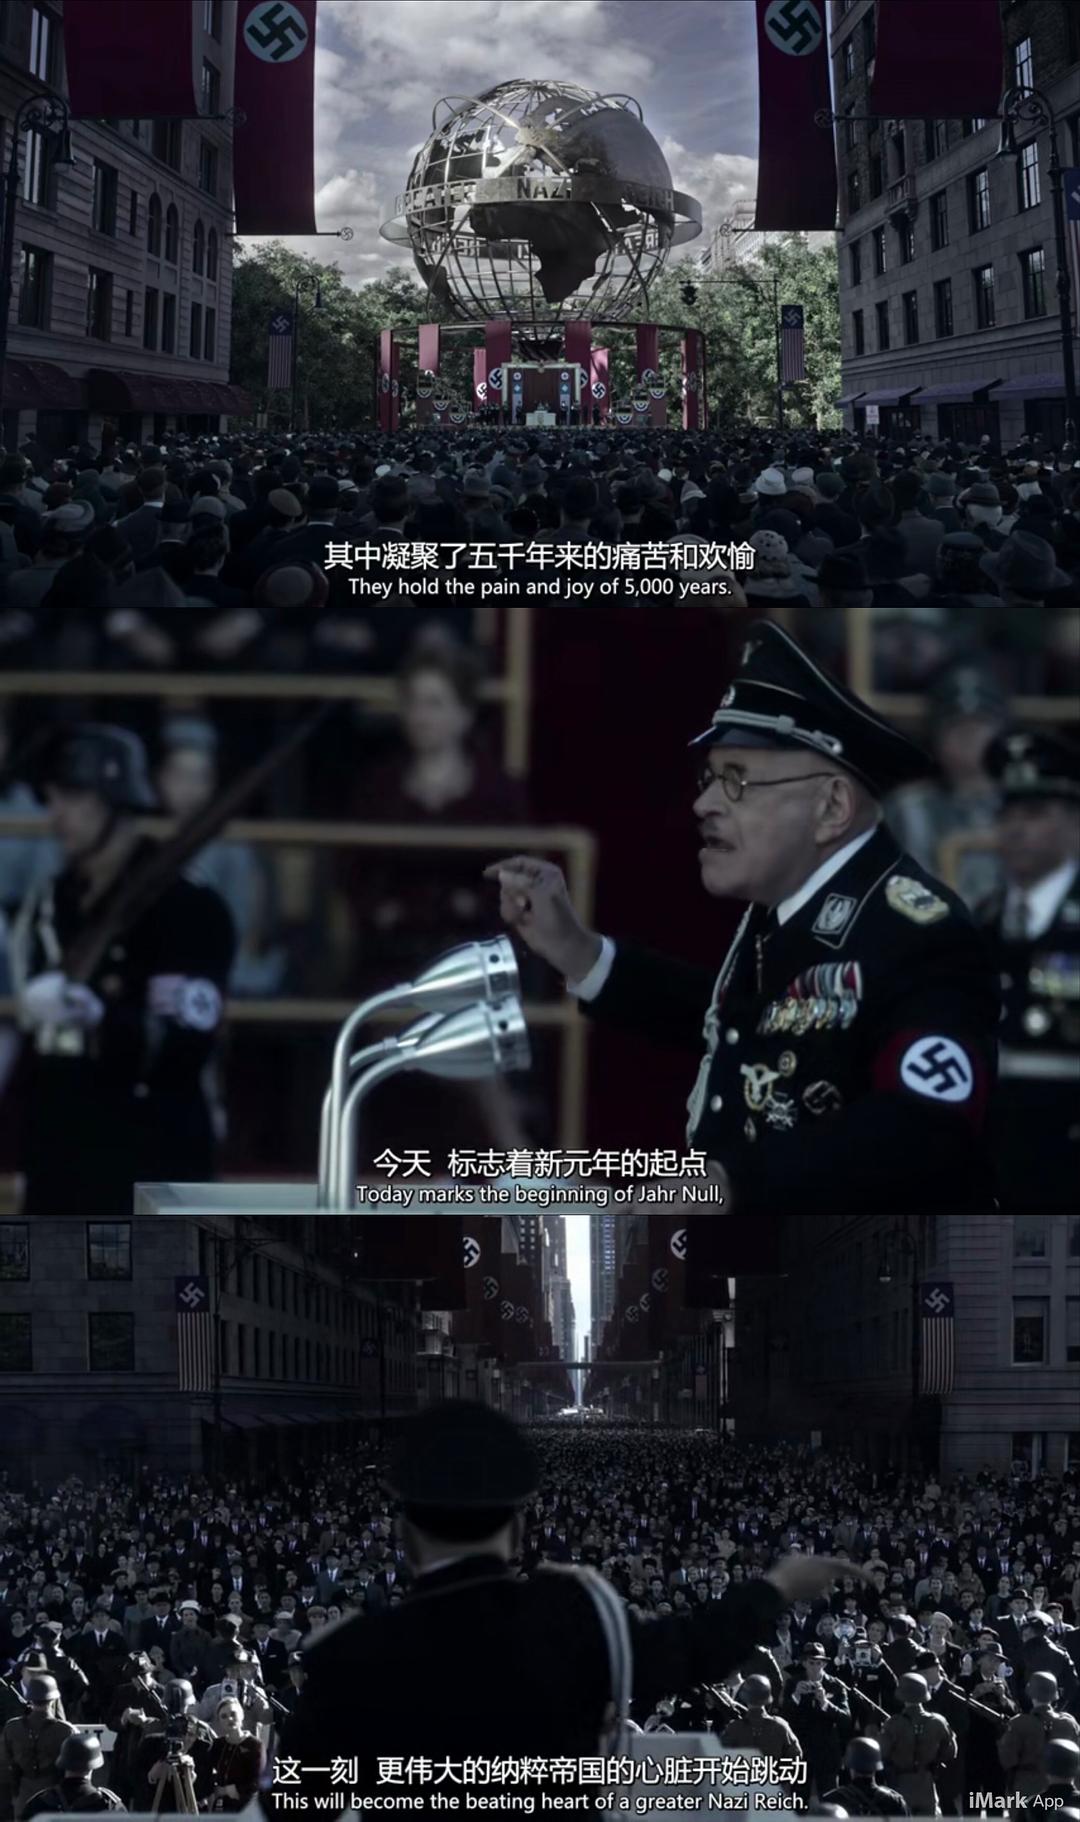 GREATER NAZI REICH
其中凝聚了五千年来的痛苦和欢愉
They hold the pain and joy of 5,000 years.
今天 标志着新元年的起点
Today marks the beginning of Jahr Null,
这一刻 更伟大的纳粹帝国的心脏开始跳动
This will become the beating heart of a greater Nazi Reich.
iMark App